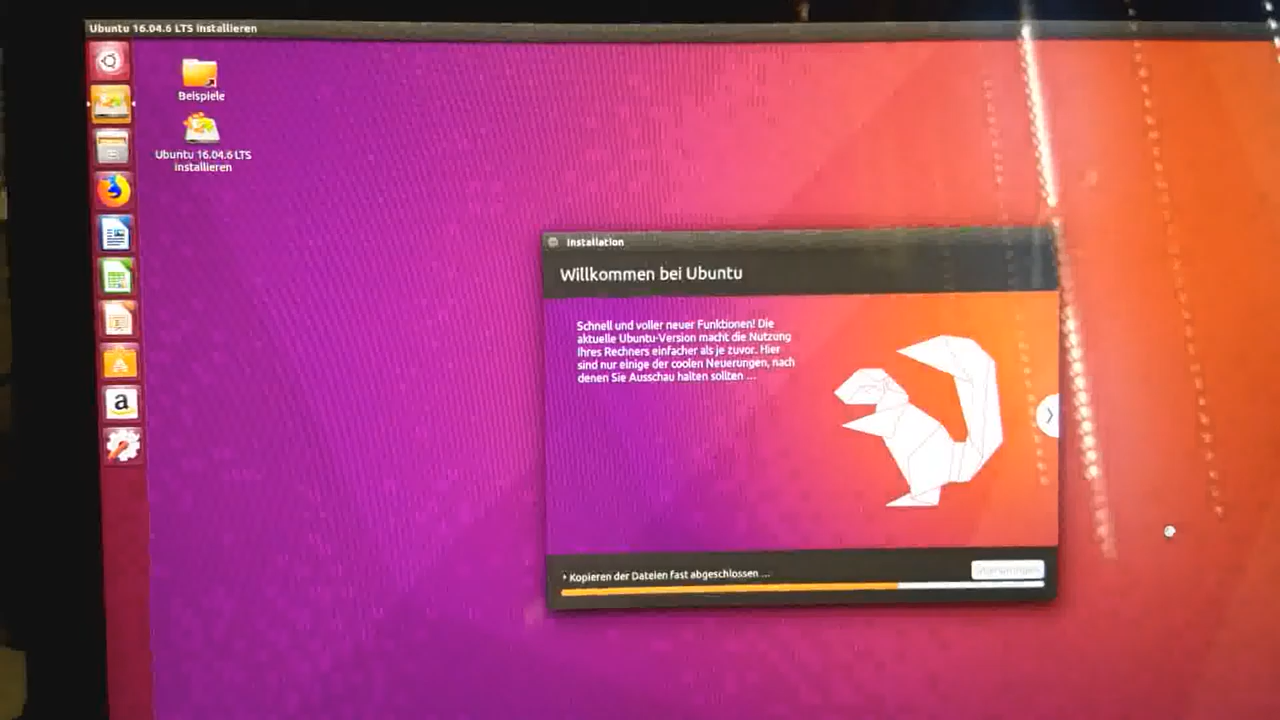 Ubuntu 16.04.6 LTS installieren
Beispiele
Ubuntu 16.04.6 LTS
installieren
a
Installation
Willkommen bei Ubuntu
Schnell und voller neuer Funktionen! Die
aktuelle Ubuntu-Version macht die Nutzung
Ihres Rechners einfacher als je zuvor. Hier
sind nur einige der coolen Neuerungen, nach
denen Sie Ausschau halten sollten ...
Kopieren der Dateien fast abgeschlossen ...